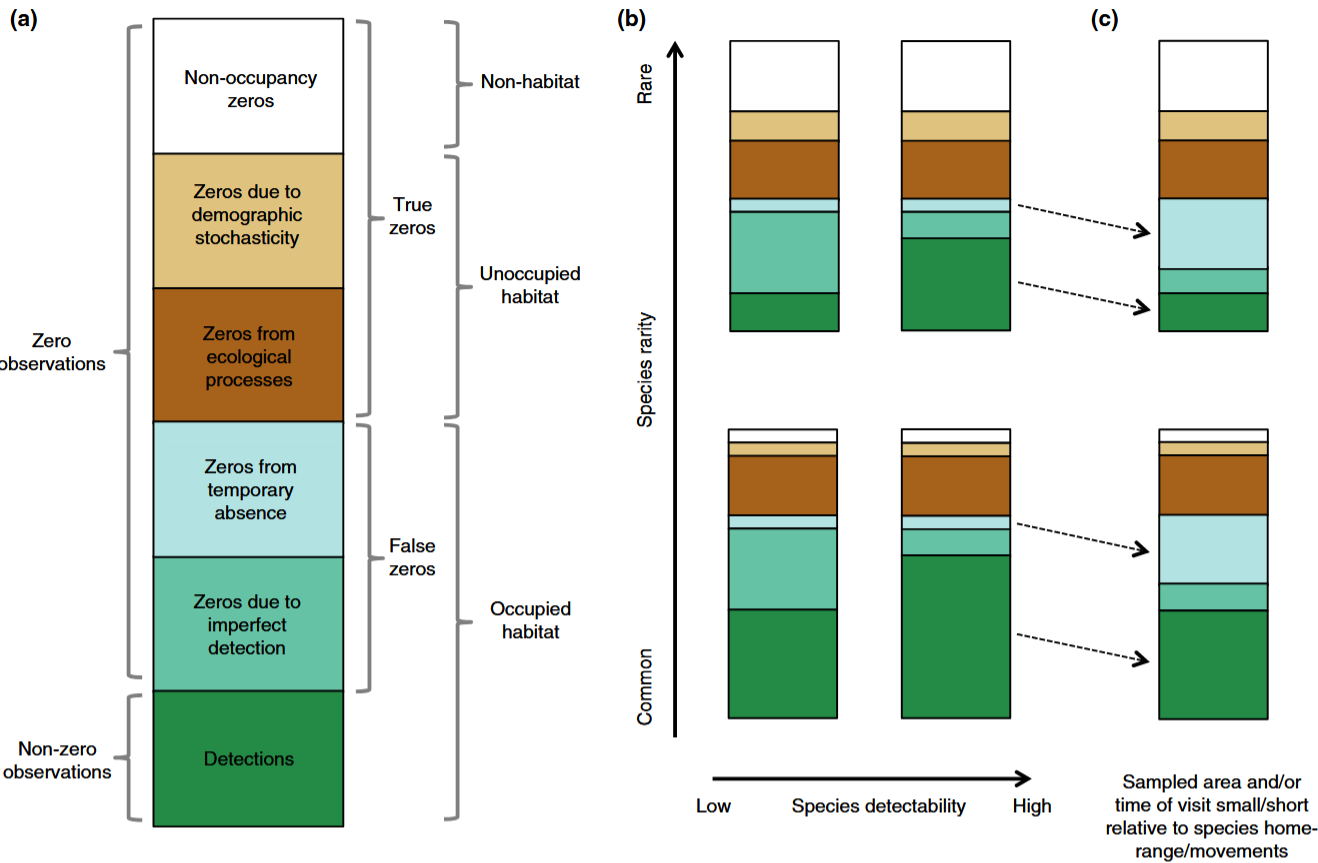 (a)
Non-occupancy
zeros
Zeros due to
demographic
stochasticity
Zeros from
ecological
processes
Zeros from
temporary
absence
Zeros due to
imperfect
detection
Detections
Zero
observations
Non-zero
observations
True
zeros
False
zeros
Non-habitat
Unoccupied
habitat
Occupied
habitat
(b)
Rare
Species rarity
Common
Low
Species detectability
High
(c)
Sampled area and/or
time of visit small/short
relative to species home-
range/movements